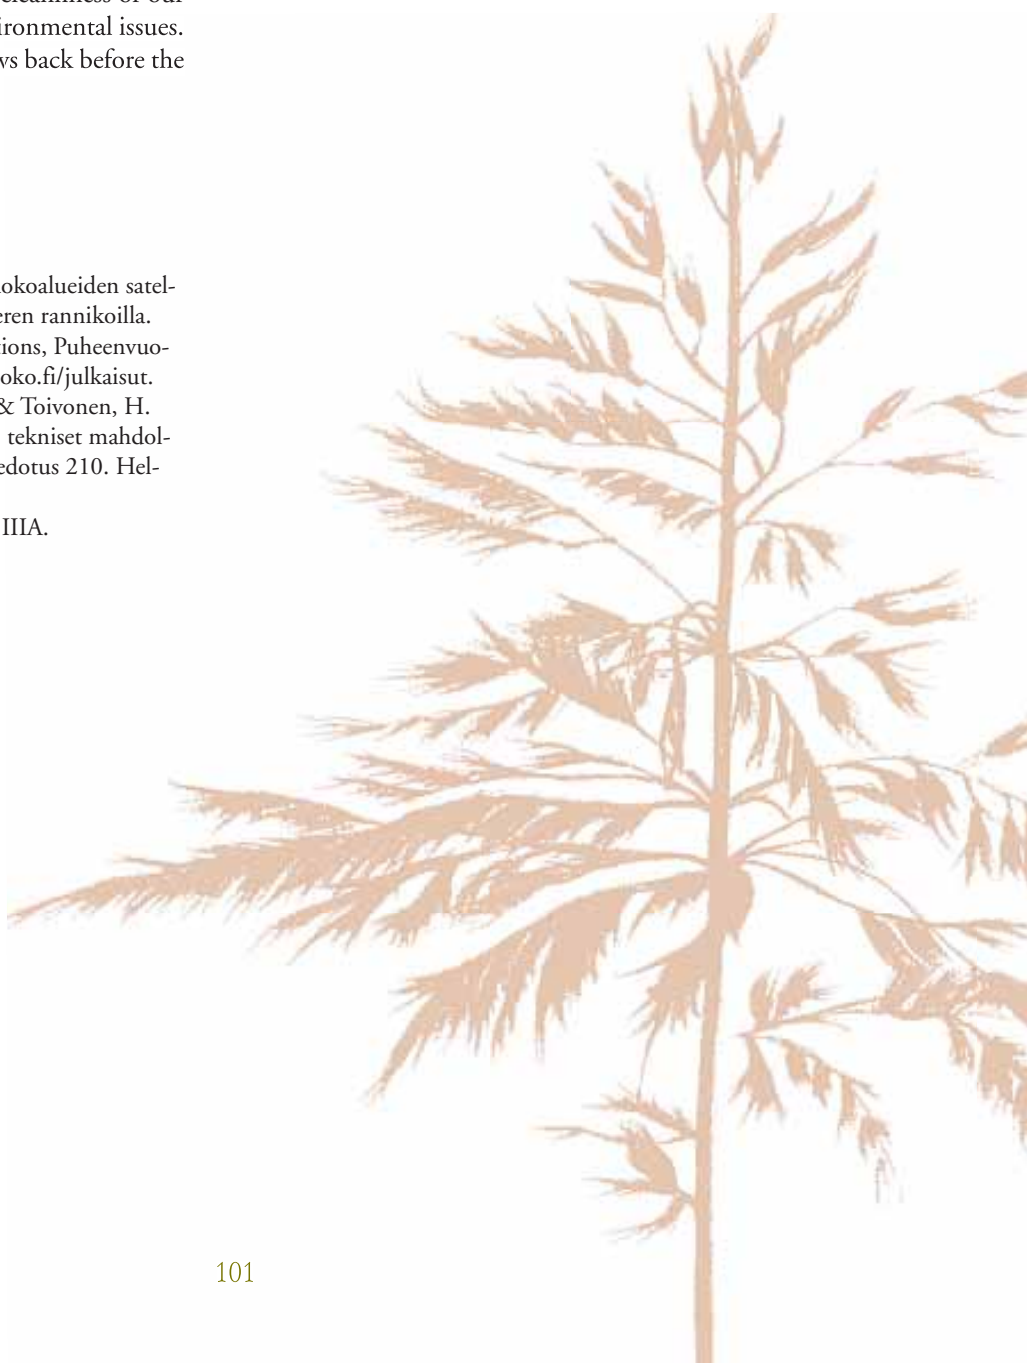 ironmental issues.
ws back before the
okoalueiden satel-
eren rannikoilla.
tions, Puheenvuo-
oko.fi/julkaisut.
& Toivonen, H.
tekniset mahdol-
edotus 210. Hel-
IIIA.
101